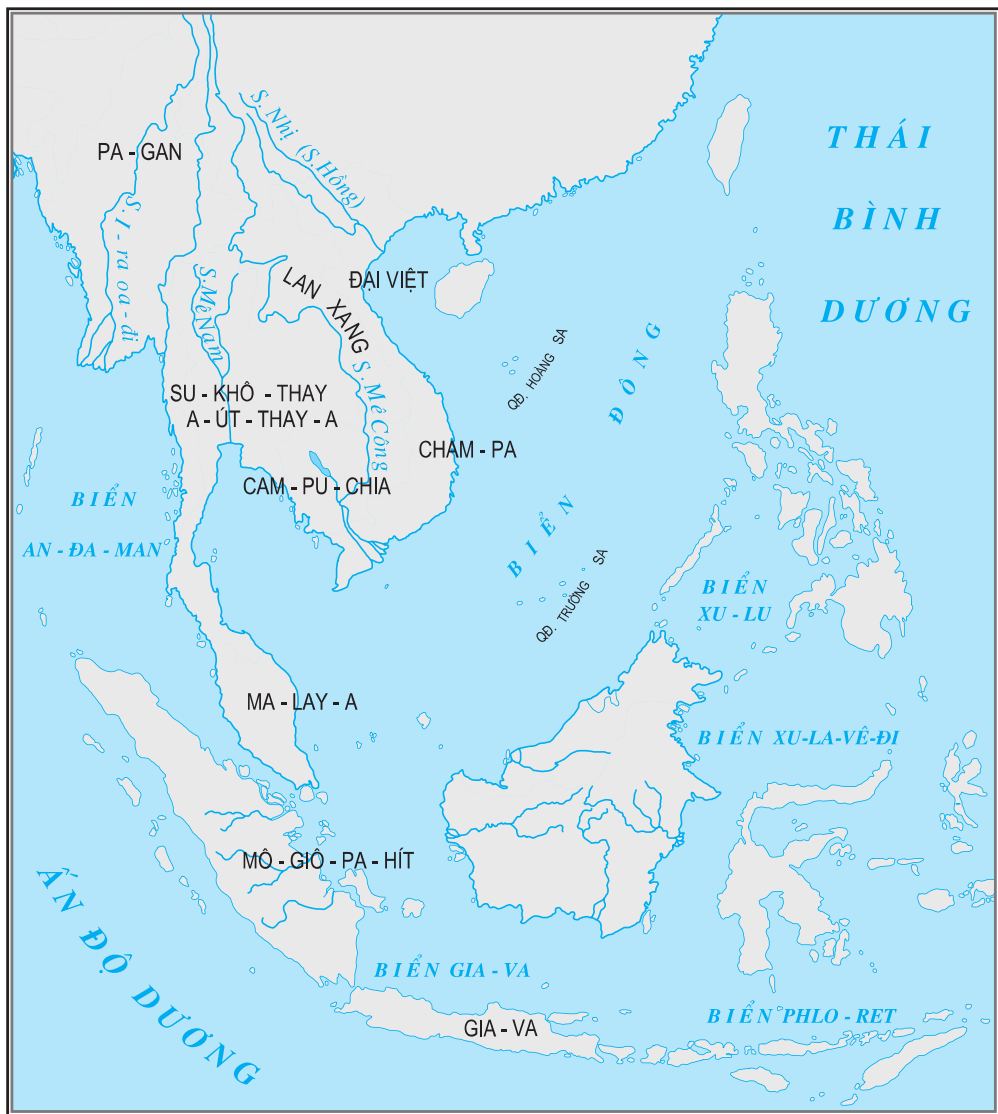 THÁI
BÌNH
DƯƠNG
S. Nhị (S.Hồng)
PA - GAN
S. I - ra oa - đi
S. Mê Nam
LAN XANG
ĐẠI VIỆT
S. Mê Công
QĐ. HOÀNG SA
BIỂN ĐÔNG
SU - KHÔ - THAY
A - ÚT - THAY - A
CHAM - PA
CAM - PU - CHIA
BIỂN
AN - ĐA - MAN
QĐ. TRƯỜNG SA
BIỂN
XU - LU
MA - LAY - A
BIỂN XU-LA-VÊ-ĐI
MÔ - GIÔ - PA - HÍT
ẤN ĐỘ DƯƠNG
BIỂN GIA - VA
BIỂN PHLO - RET
GIA - VA